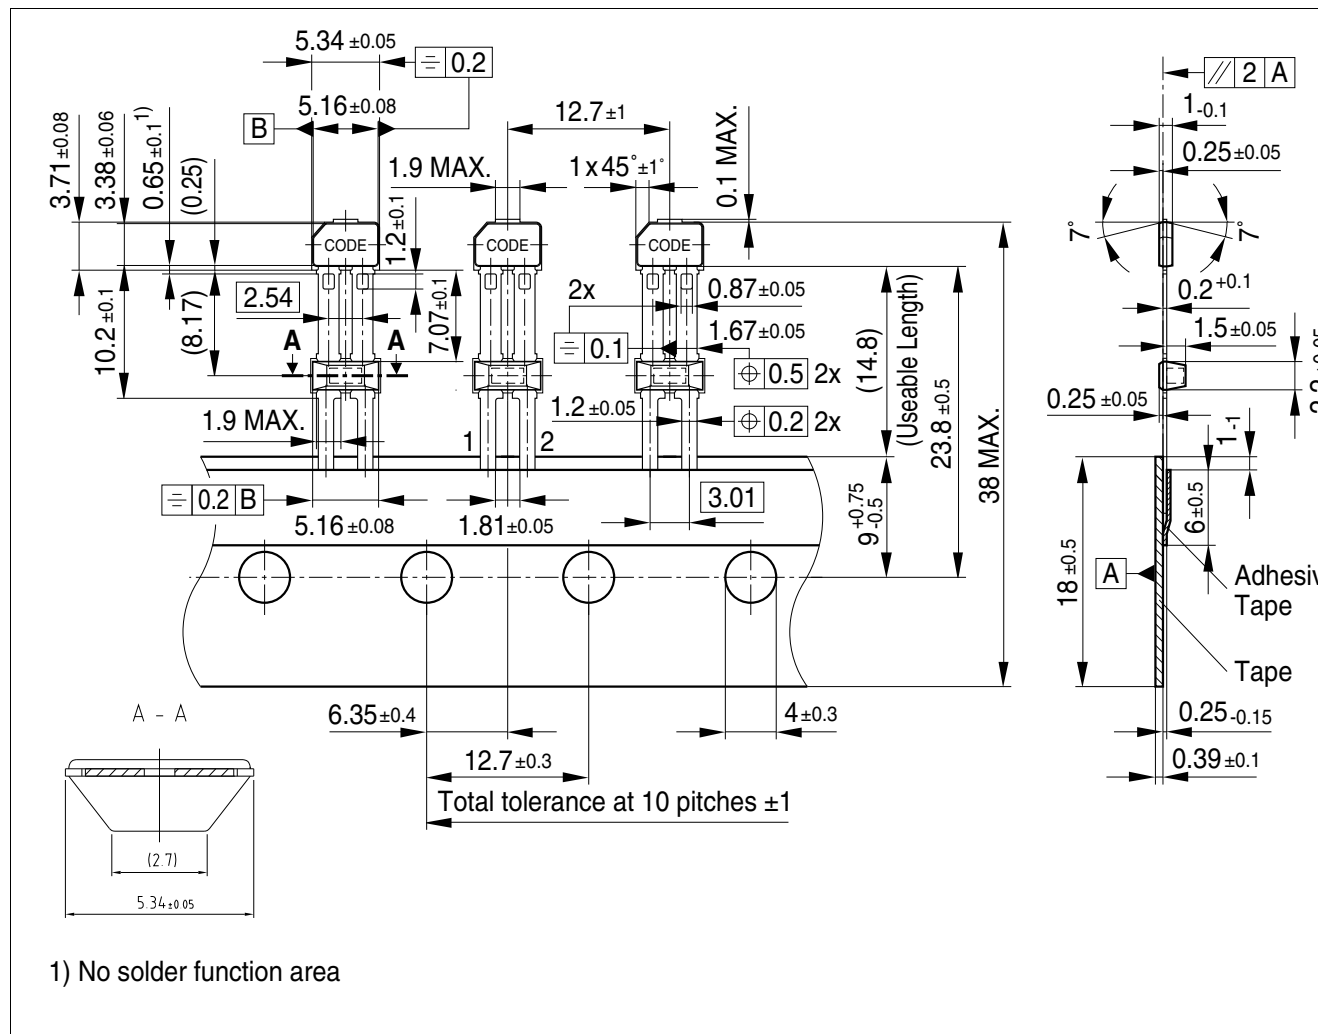 5.34 ±0.05
0.2
5.16 ±0.08
B
12.7 ±1
1.9 MAX.
1 x 45° ±1°
0.1 MAX.
3.71 ±0.08
3.38 ±0.06
0.65 ±0.1 1)
(0.25)
1.2 ±0.1
CODE
CODE
CODE
10.2 ±0.1
(8.17)
2.54
A
A
7.07 ±0.1
2x
0.87 ±0.05
1.67 ±0.05
0.1
0.5 2x
1.2 ±0.05
0.2 2x
(14.8)
(Useable Length)
23.8 ±0.5
38 MAX.
1.9 MAX.
1
2
0.2 B
5.16 ±0.08
1.81 ±0.05
3.01
9 +0.75 -0.5
6.35 ±0.4
4 ±0.3
12.7 ±0.3
Total tolerance at 10 pitches ±1
// 2 A
1 -0.1
0.25 ±0.05
7°
7°
0.2 +0.1
1.5 ±0.05
0.25 ±0.05
1 -1
6 ±0.5
18 ±0.5
A
Adhesiv
Tape
Tape
0.25 -0.15
0.39 ±0.1
A - A
(2.7)
5.34 ±0.05
1) No solder function area